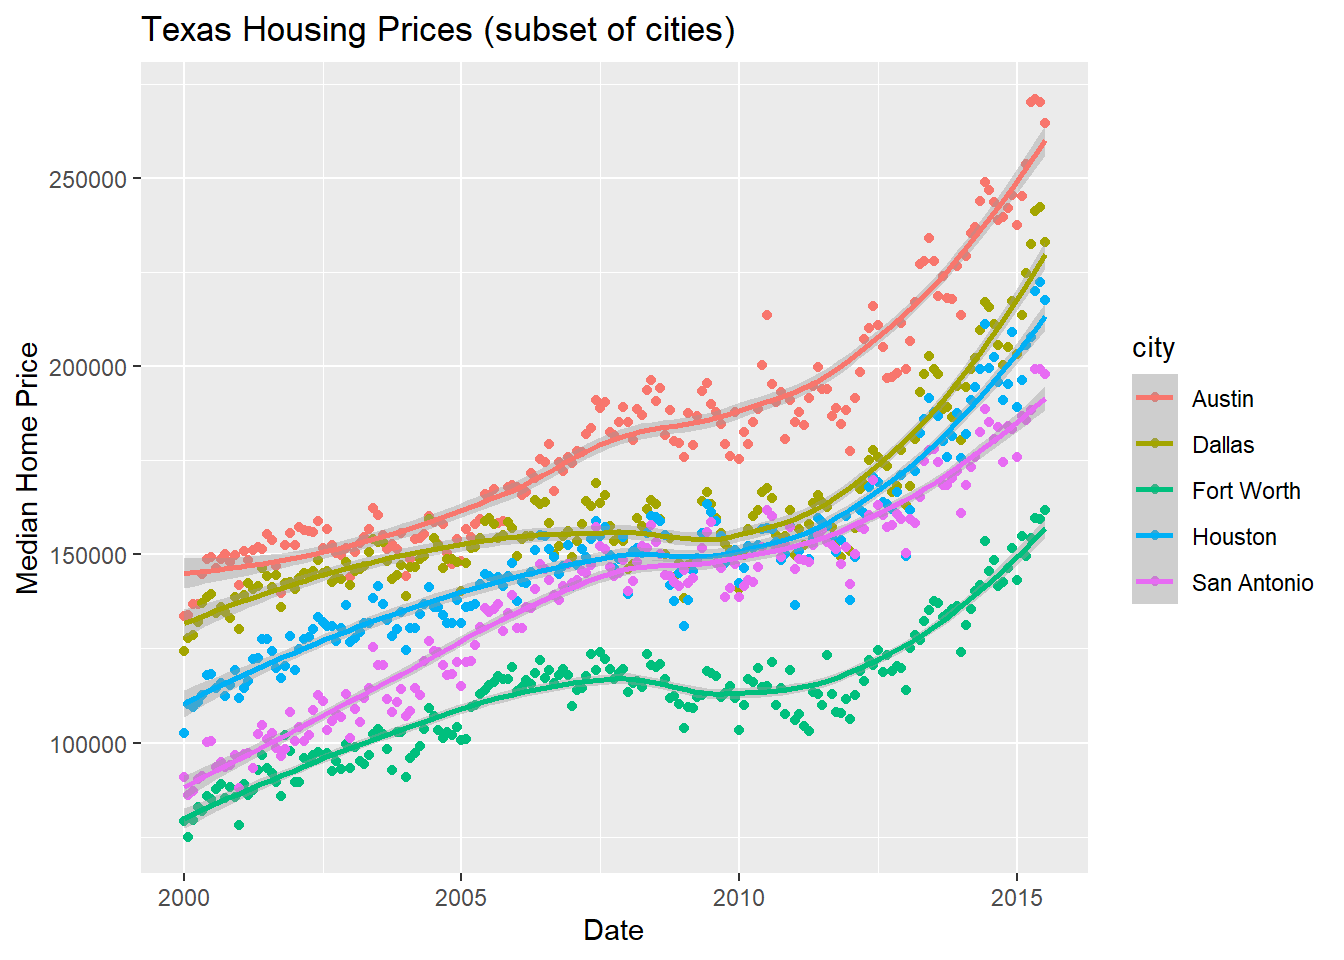 Texas Housing Prices (subset of cities)
Median Home Price
250000
200000
150000
100000
2000
2005
2010
2015
Date
city
Austin
Dallas
Fort Worth
Houston
San Antonio